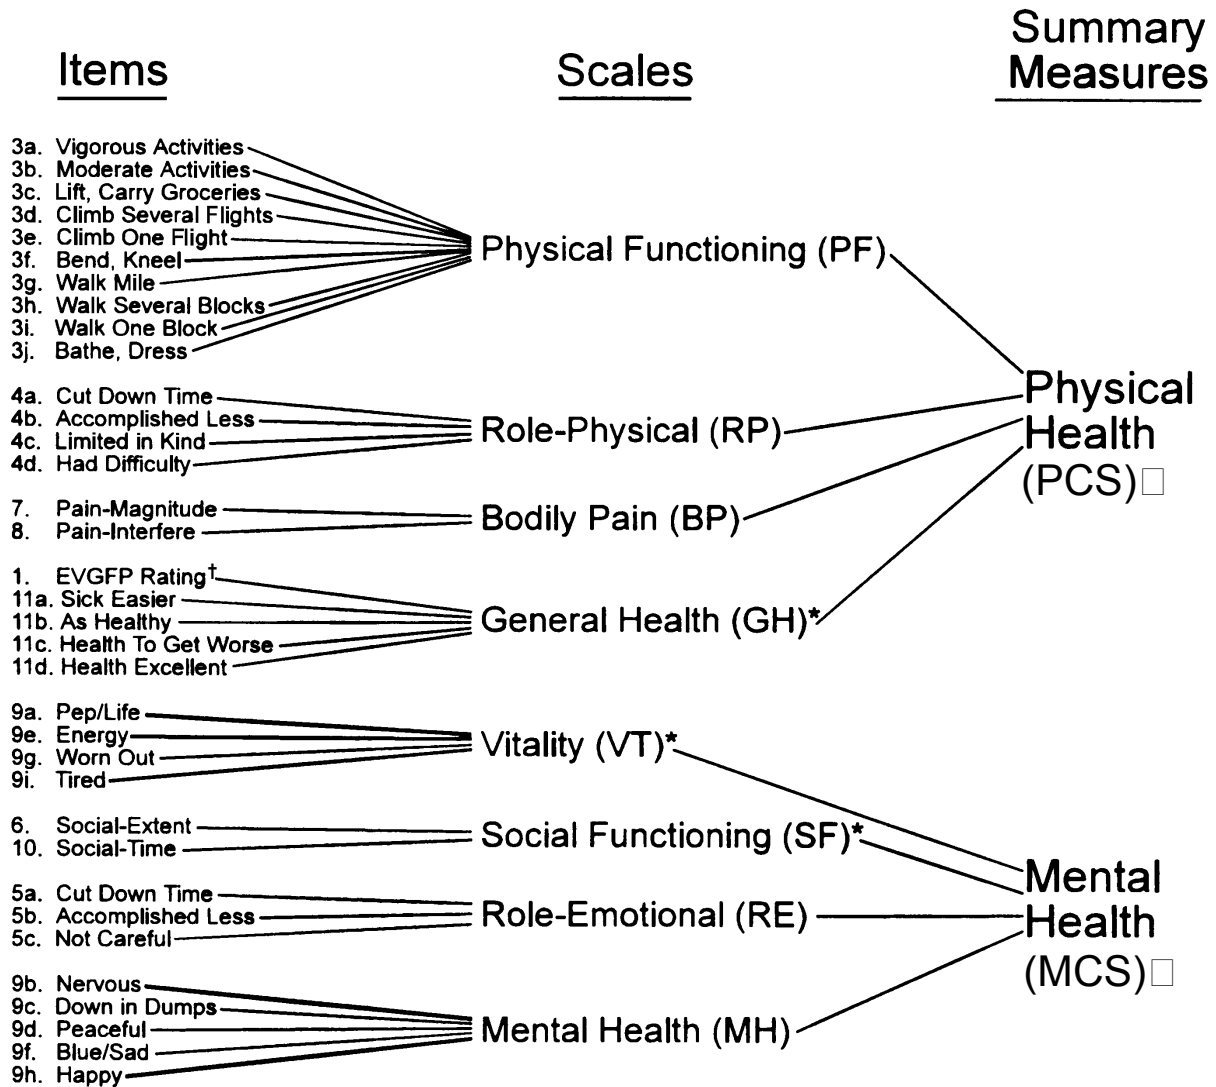 Items
Scales
Summary
Measures
3a. Vigorous Activities
3b. Moderate Activities
3c. Lift, Carry Groceries
3d. Climb Several Flights
3e. Climb One Flight
3f. Bend, Kneel
3g. Walk Mile
3h. Walk Several Blocks
3i. Walk One Block
3j. Bathe, Dress
Physical Functioning (PF)
4a. Cut Down Time
4b. Accomplished Less
4c. Limited in Kind
4d. Had Difficulty
Role-Physical (RP)
7. Pain-Magnitude
8. Pain-Interfere
Bodily Pain (BP)
1. EVGFP Rating†
11a. Sick Easier
11b. As Healthy
11c. Health To Get Worse
11d. Health Excellent
General Health (GH)*
Physical
Health
(PCS)□
9a. Pep/Life
9e. Energy
9g. Worn Out
9i. Tired
Vitality (VT)*
6. Social-Extent
10. Social-Time
Social Functioning (SF)*
5a. Cut Down Time
5b. Accomplished Less
5c. Not Careful
Role-Emotional (RE)
9b. Nervous
9c. Down in Dumps
9d. Peaceful
9f. Blue/Sad
9h. Happy
Mental Health (MH)
Mental
Health
(MCS)□